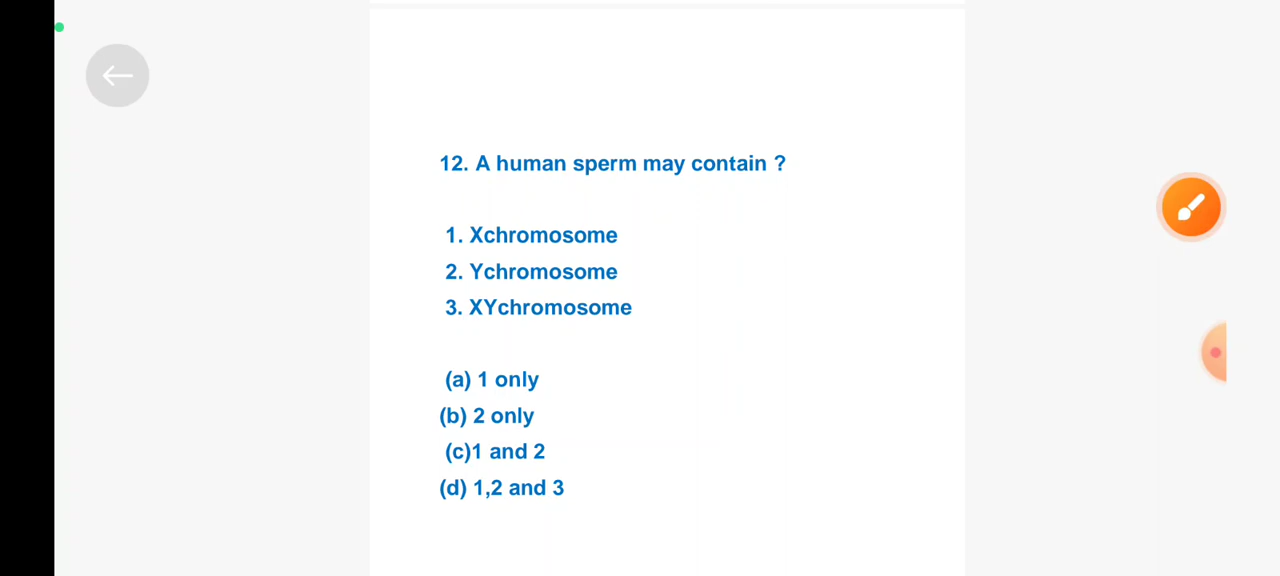 12. A human sperm may contain ?
1. Xchromosome
2. Ychromosome
3. XYchromosome
(a) 1 only
(b) 2 only
(c)1 and 2
(d) 1,2 and 3